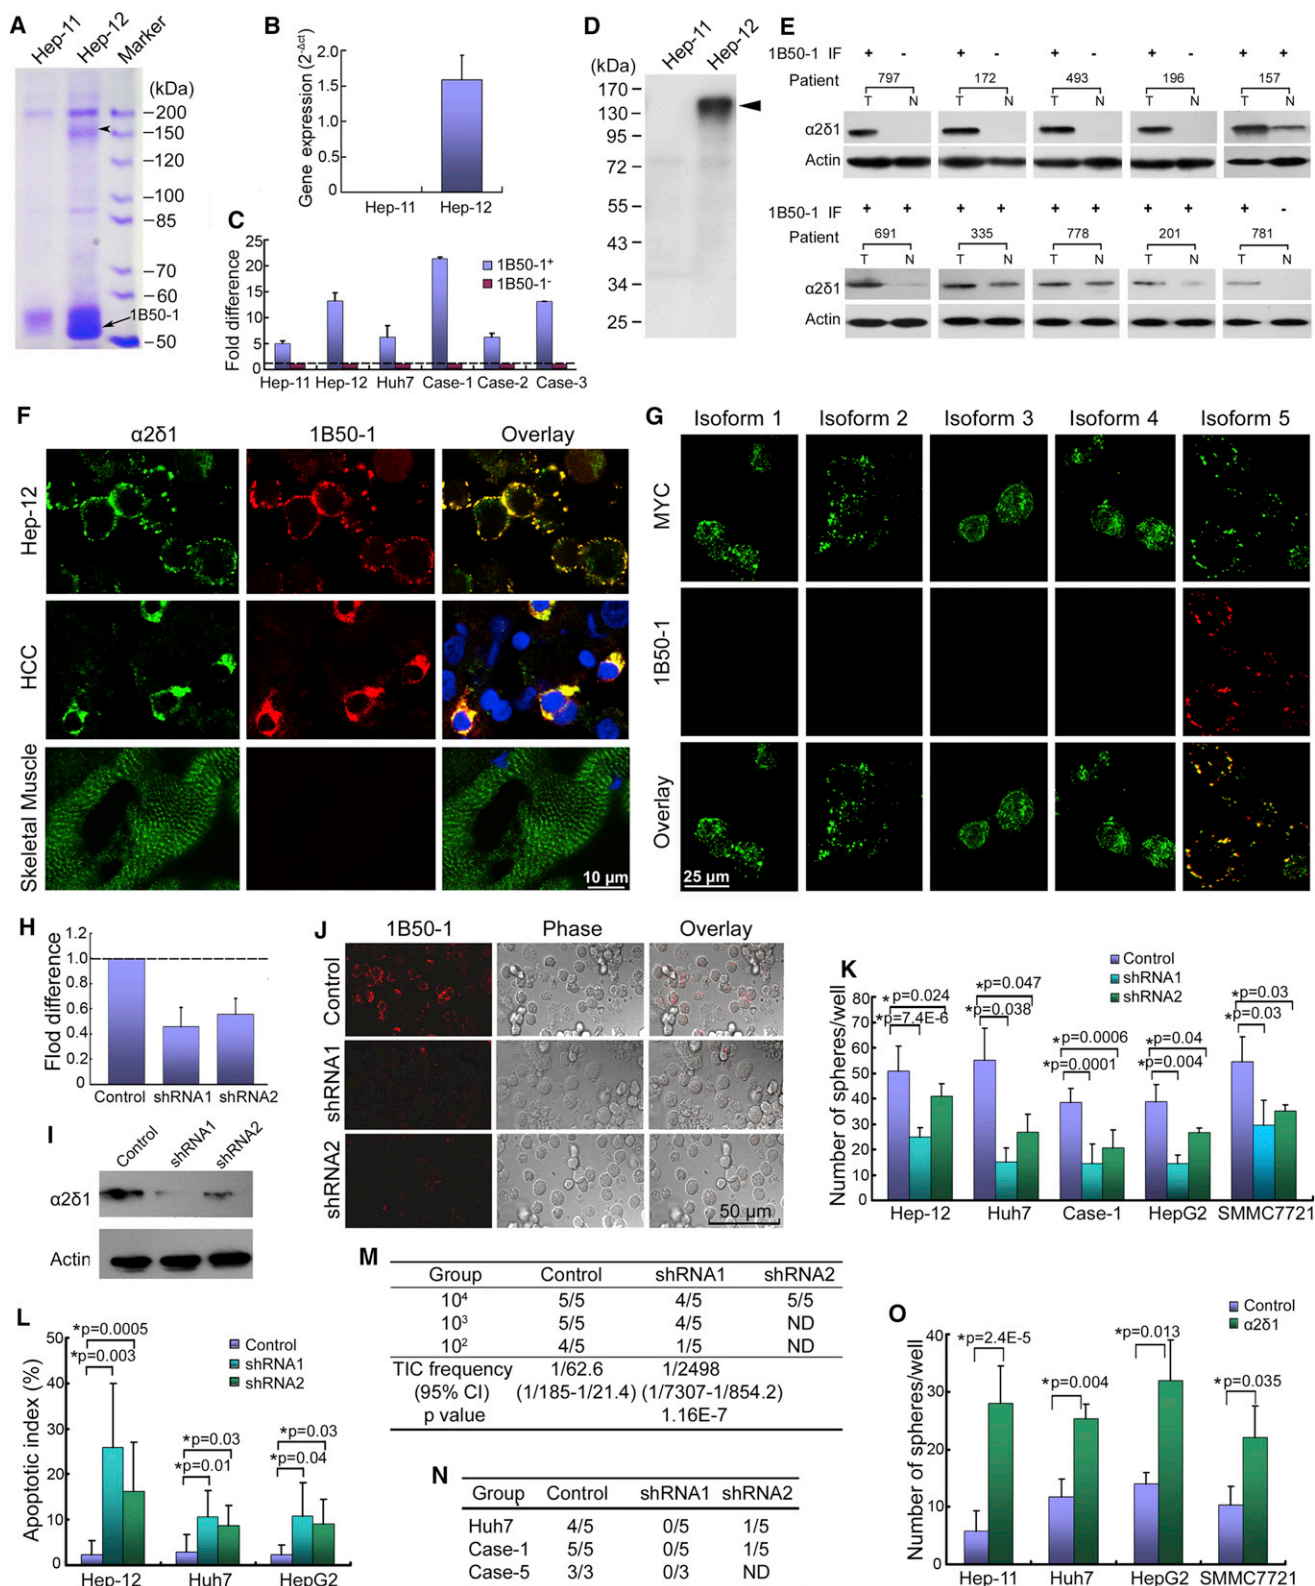 A
Hep-11
Hep-12
Marker
(kDa)
200
150
120
100
85
70
60
1B50-1
50
B
Gene expression (2-Δct)
2.0
1.5
1.0
0.5
0
Hep-11
Hep-12
C
Fold difference
25
20
15
10
5
0
1B50-1+
1B50-1-
Hep-11 Hep-12 Huh7 Case-1 Case-2 Case-3
D
Hep-11
Hep-12
(kDa)
170
130
95
72
55
43
34
25
E
1B50-1 IF + - + - + - + - + +
Patient 797 172 493 196 157
T N T N T N T N T N
α2δ1
Actin
1B50-1 IF + + + + + + + + + -
Patient 691 335 778 201 781
T N T N T N T N T N
α2δ1
Actin
F
α2δ1 1B50-1 Overlay
Hep-12
HCC
Skeletal Muscle
10 μm
G
Isoform 1 Isoform 2 Isoform 3 Isoform 4 Isoform 5
MYC
1B50-1
Overlay
25 μm
H
Flod difference
1.2
1.0
0.8
0.6
0.4
0.2
0
Control shRNA1 shRNA2
I
Control
shRNA1
shRNA2
α2δ1
Actin
J
1B50-1 Phase Overlay
Control
shRNA1
shRNA2
50 μm
K
Control
shRNA1
shRNA2
Number of spheres/well
80
70
60
50
40
30
20
10
0
*p=0.024
*p=7.4E-6
*p=0.047
*p=0.038
*p=0.0006
*p=0.0001
*p=0.04
*p=0.004
*p=0.03
*p=0.03
Hep-12 Huh7 Case-1 HepG2 SMMC7721
L
Apoptotic index (%)
50
40
30
20
10
0
*p=0.0005
*p=0.003
*p=0.03
*p=0.01
*p=0.03
*p=0.04
Control
shRNA1
shRNA2
Hep-12 Huh7 HepG2
M
Group Control shRNA1 shRNA2
10⁴ 5/5 4/5 5/5
10³ 5/5 4/5 ND
10² 4/5 1/5 ND
TIC frequency 1/62.6 1/2498
(95% CI) (1/185-1/21.4) (1/7307-1/854.2)
p value 1.16E-7
N
Group Control shRNA1 shRNA2
Huh7 4/5 0/5 1/5
Case-1 5/5 0/5 1/5
Case-5 3/3 0/3 ND
O
Control
α2δ1
Number of spheres/well
40
30
20
10
0
*p=2.4E-5
*p=0.004
*p=0.013
*p=0.035
Hep-11 Huh7 HepG2 SMMC7721